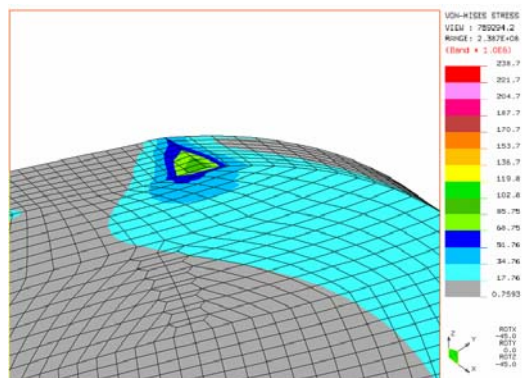 VON-MISES STRESS
VIEW : 759294.2
RANGE: 2.387E+08
(Band * 1.0E6)
238.7
221.7
204.7
187.7
170.7
153.7
136.7
119.8
102.8
85.75
68.75
51.76
34.76
17.76
0.7593
ROTX
-45.0
ROTY
0.0
ROTZ
-45.0
Z
Y
X